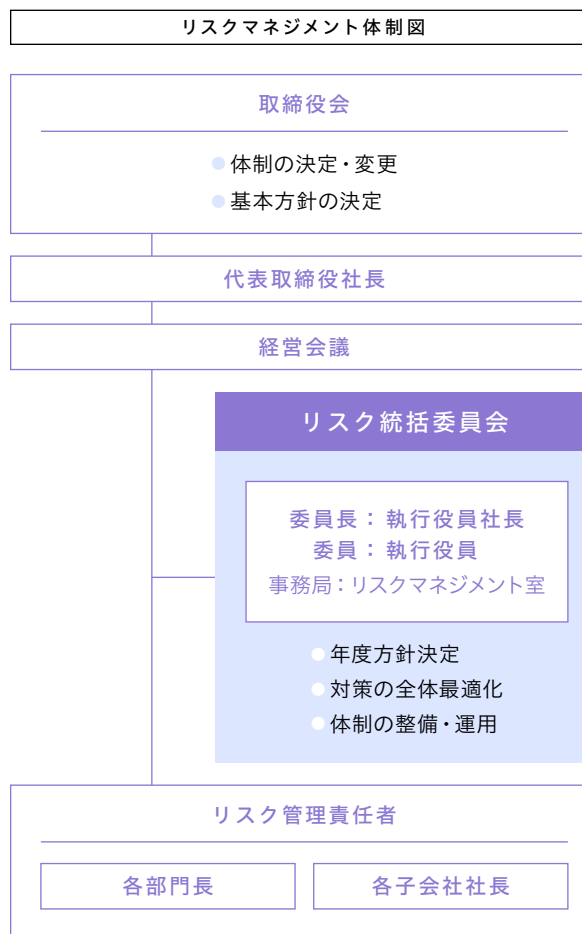 リスクマネジメント体制図
取締役会
体制の決定・変更
基本方針の決定
代表取締役社長
経営会議
リスク統括委員会
委員長：執行役員社長
委員：執行役員
事務局：リスクマネジメント室
年度方針決定
対策の全体最適化
体制の整備・運用
リスク管理責任者
各部門長
各子会社社長